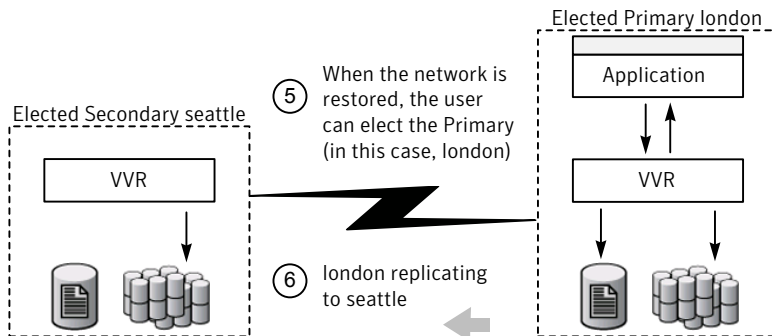 Elected Primary london
Application
5
When the network is
restored, the user
can elect the Primary
(in this case, london)
Elected Secondary seattle
VVR
VVR
6
london replicating
to seattle